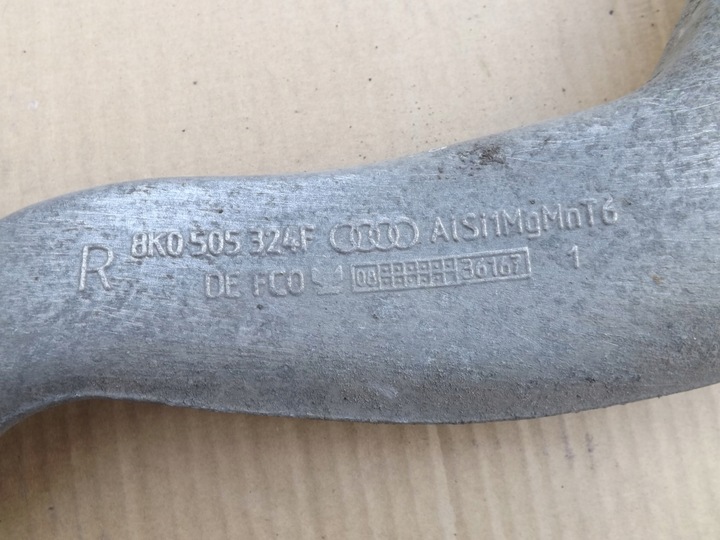 R 8K0 505 324F AlSi1MgMnT6
DE FCO 08 36167 1